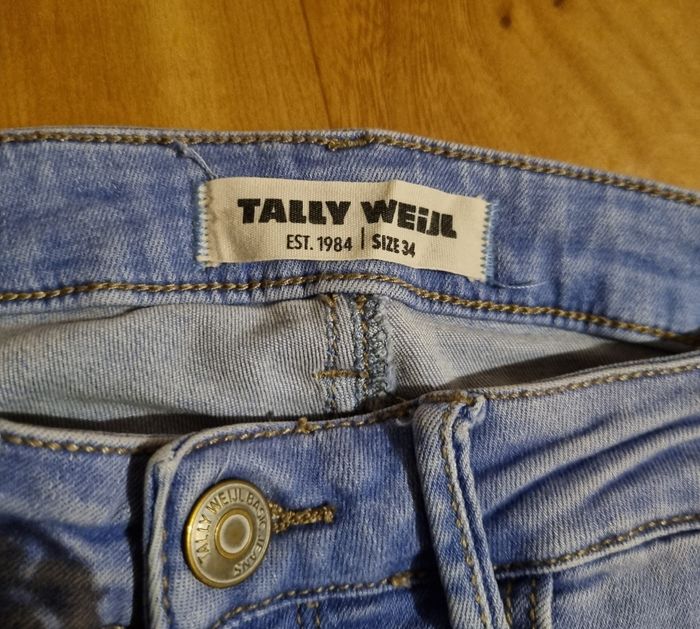 TALLY WEiJL
EST. 1984 | SIZE 34
TALLY WEIJL BASIC JEANS